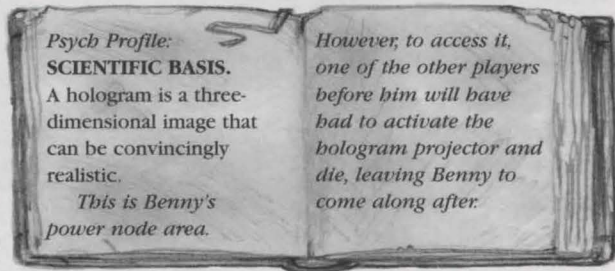 Psych Profile:
SCIENTIFIC BASIS.
A hologram is a three-
dimensional image that
can be convincingly
realistic.
This is Benny's
power node area.
However, to access it,
one of the other players
before him will have
had to activate the
hologram projector and
die, leaving Benny to
come along after.